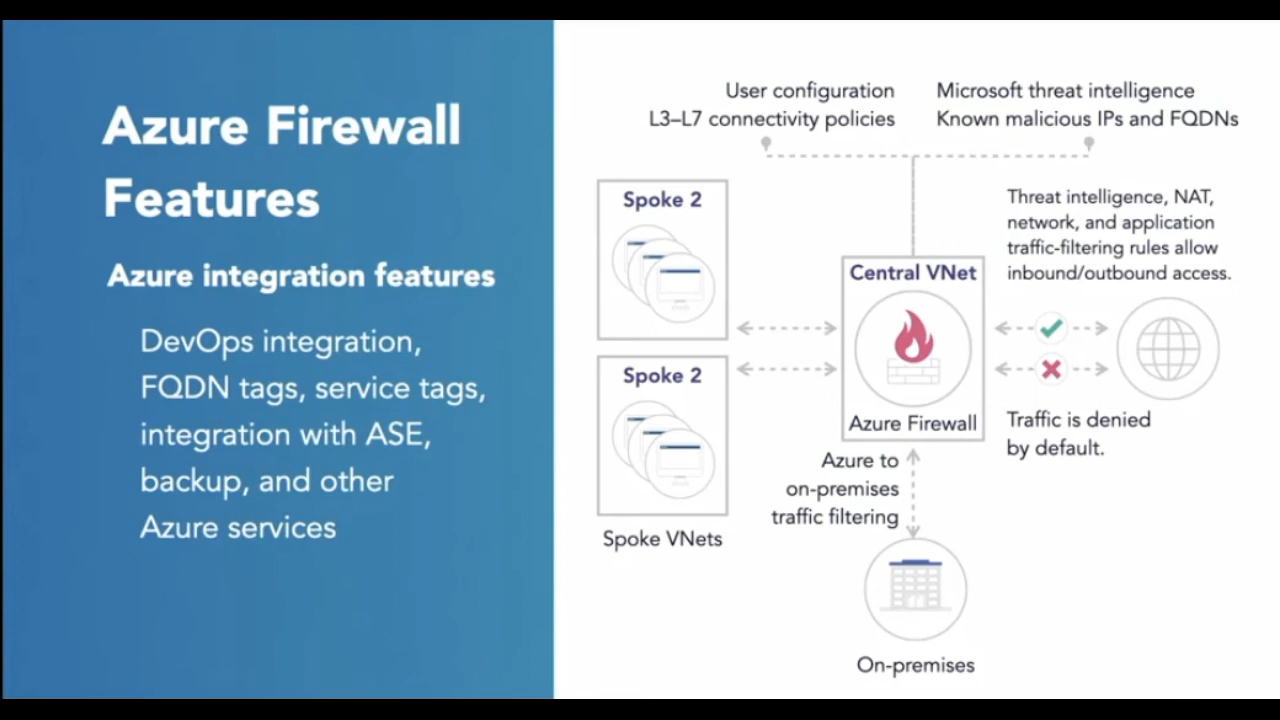 Azure Firewall
Features
Azure integration features
DevOps integration,
FQDN tags, service tags,
integration with ASE,
backup, and other
Azure services
User configuration
L3–L7 connectivity policies
Microsoft threat intelligence
Known malicious IPs and FQDNs
Spoke 2
Spoke 2
Spoke VNets
Central VNet
Azure Firewall
Threat intelligence, NAT,
network, and application
traffic-filtering rules allow
inbound/outbound access.
Traffic is denied
by default.
Azure to
on-premises
traffic filtering
On-premises